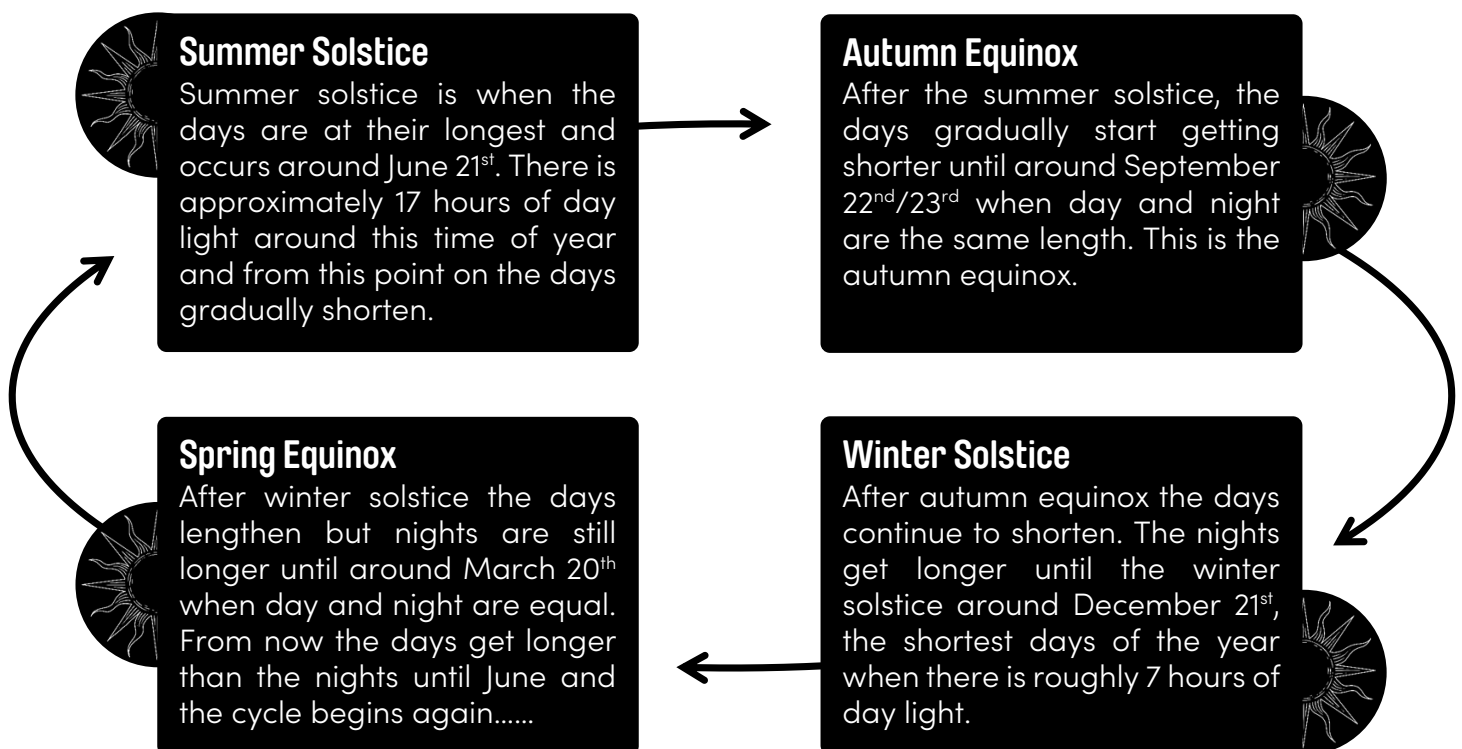 Summer Solstice
Summer solstice is when the
days are at their longest and
occurs around June 21st. There is
approximately 17 hours of day
light around this time of year
and from this point on the days
gradually shorten.
Autumn Equinox
After the summer solstice, the
days gradually start getting
shorter until around September
22nd/23rd when day and night
are the same length. This is the
autumn equinox.
Spring Equinox
After winter solstice the days
lengthen but nights are still
longer until around March 20th
when day and night are equal.
From now the days get longer
than the nights until June and
the cycle begins again......
Winter Solstice
After autumn equinox the days
continue to shorten. The nights
get longer until the winter
solstice around December 21st,
the shortest days of the year
when there is roughly 7 hours of
day light.